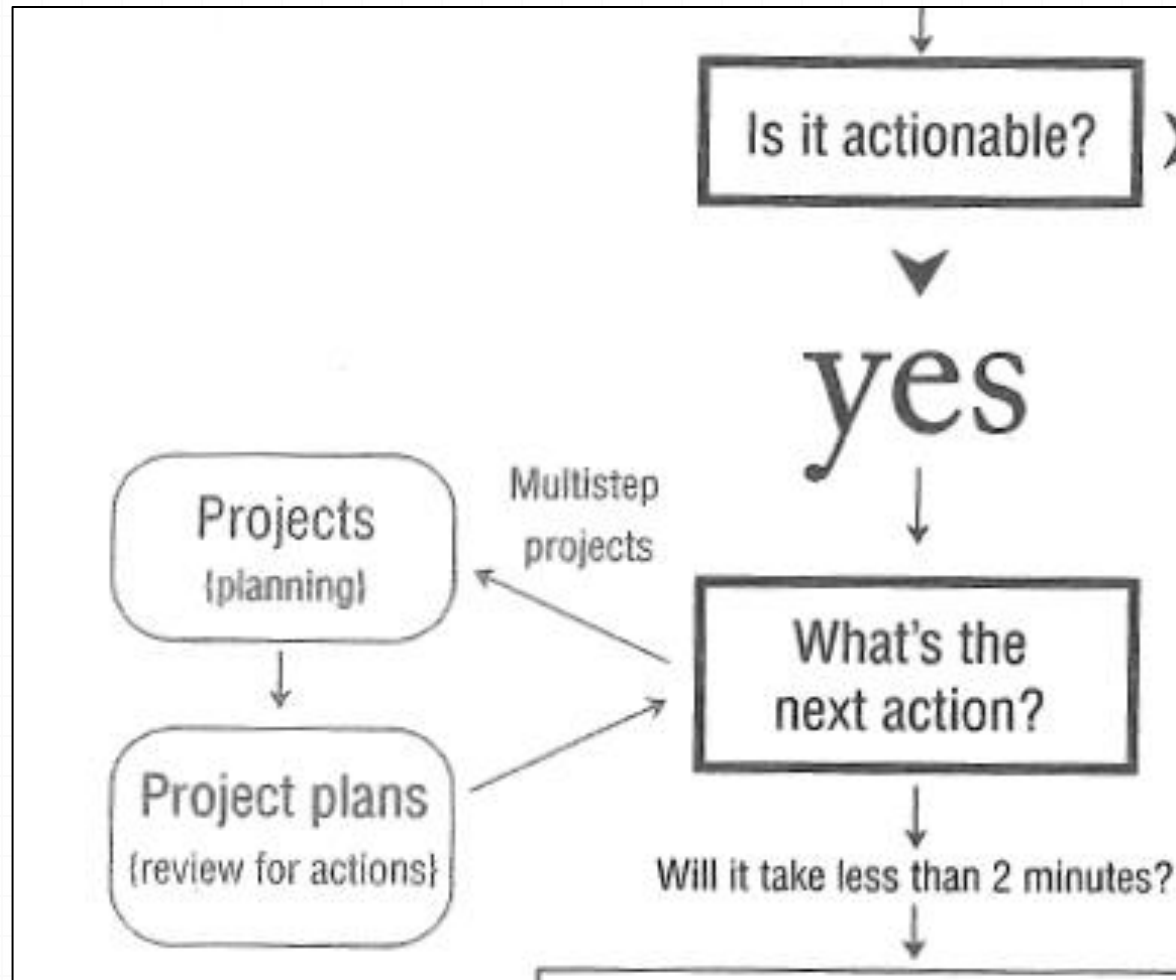 Is it actionable?
yes
Multistep
projects
Projects
{planning}
What's the
next action?
Project plans
{review for actions}
Will it take less than 2 minutes?